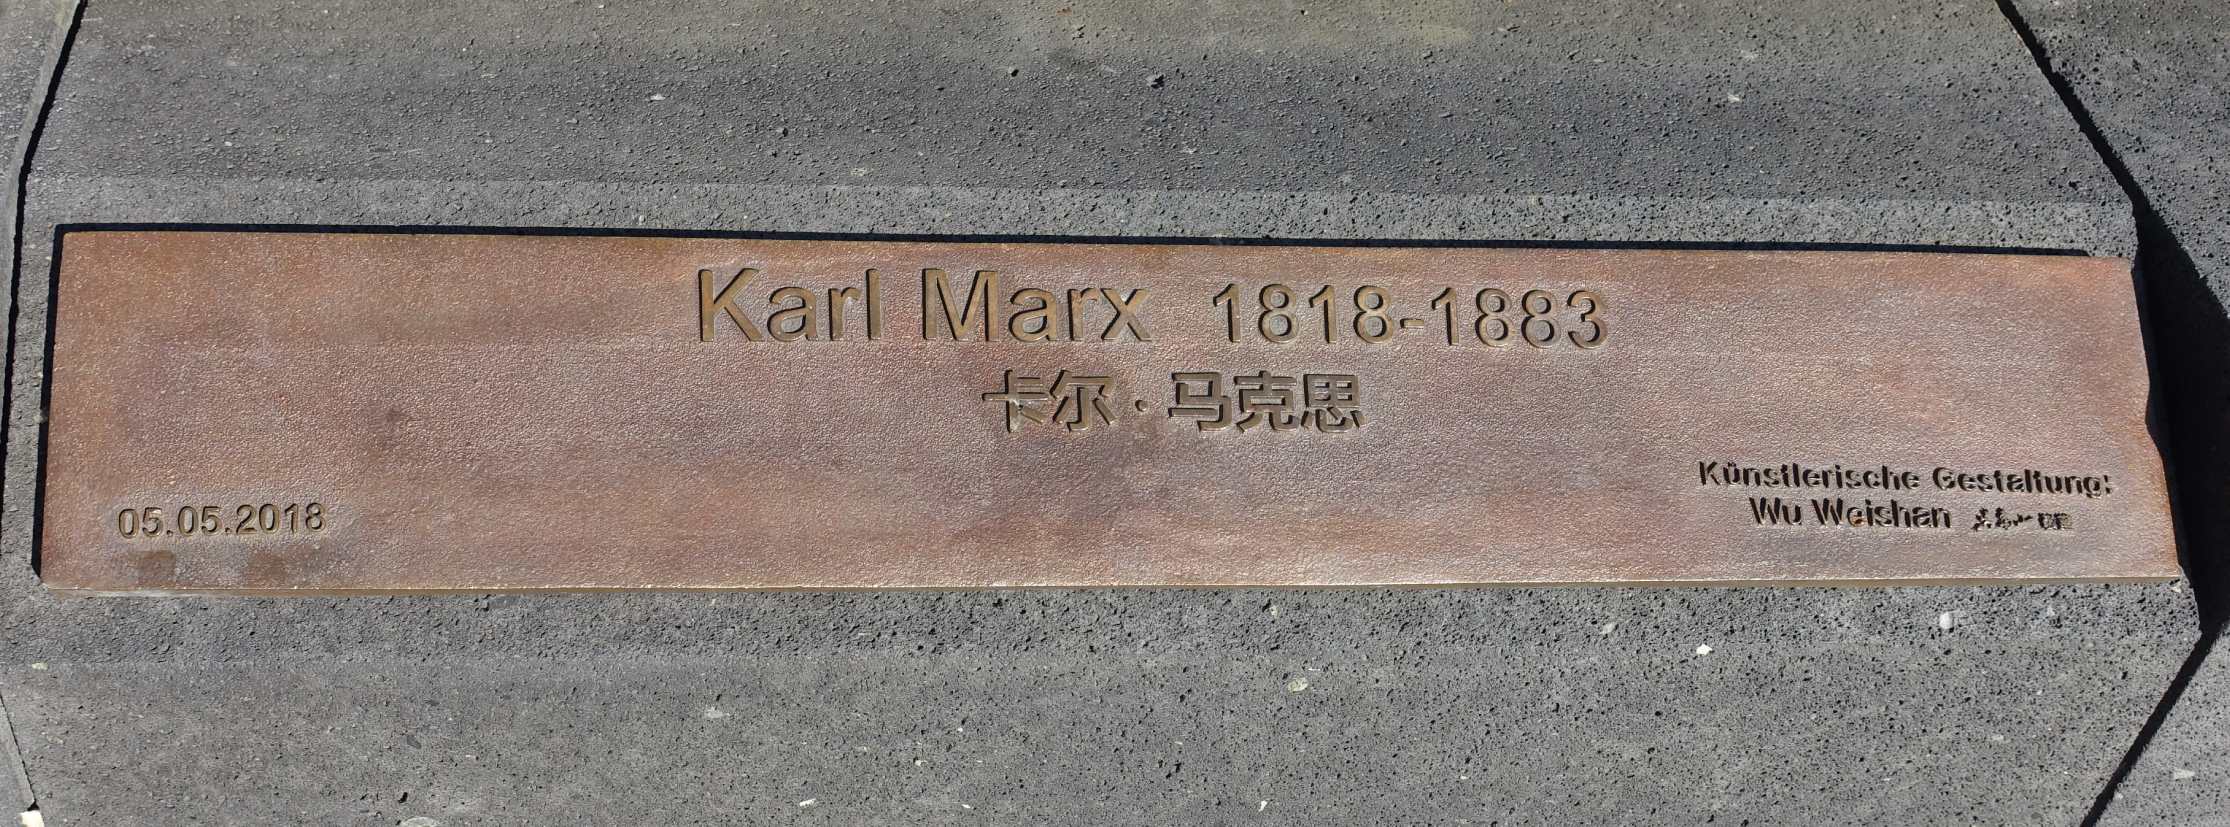 Karl Marx 1818-1883
卡尔·马克思
05.05.2018
Künstlerische Gestaltung:
Wu Weishan